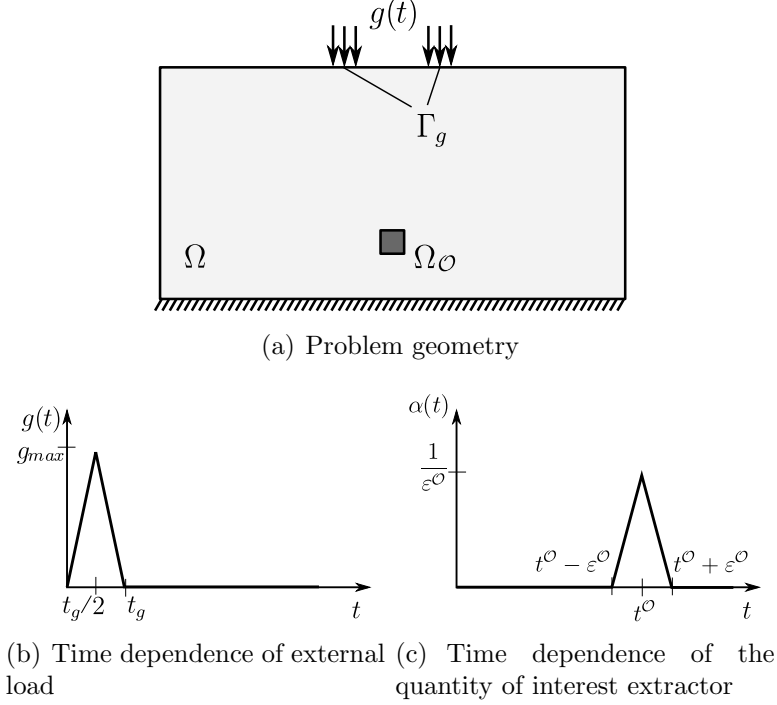 g(t)
Γ_g
Ω
Ω_𝒪
(a) Problem geometry
g(t)
g_max
t_g/2
t_g
t
(b) Time dependence of external
load
α(t)
1/ε^𝒪
t^𝒪 − ε^𝒪
t^𝒪 + ε^𝒪
t^𝒪
t
(c) Time dependence of the
quantity of interest extractor